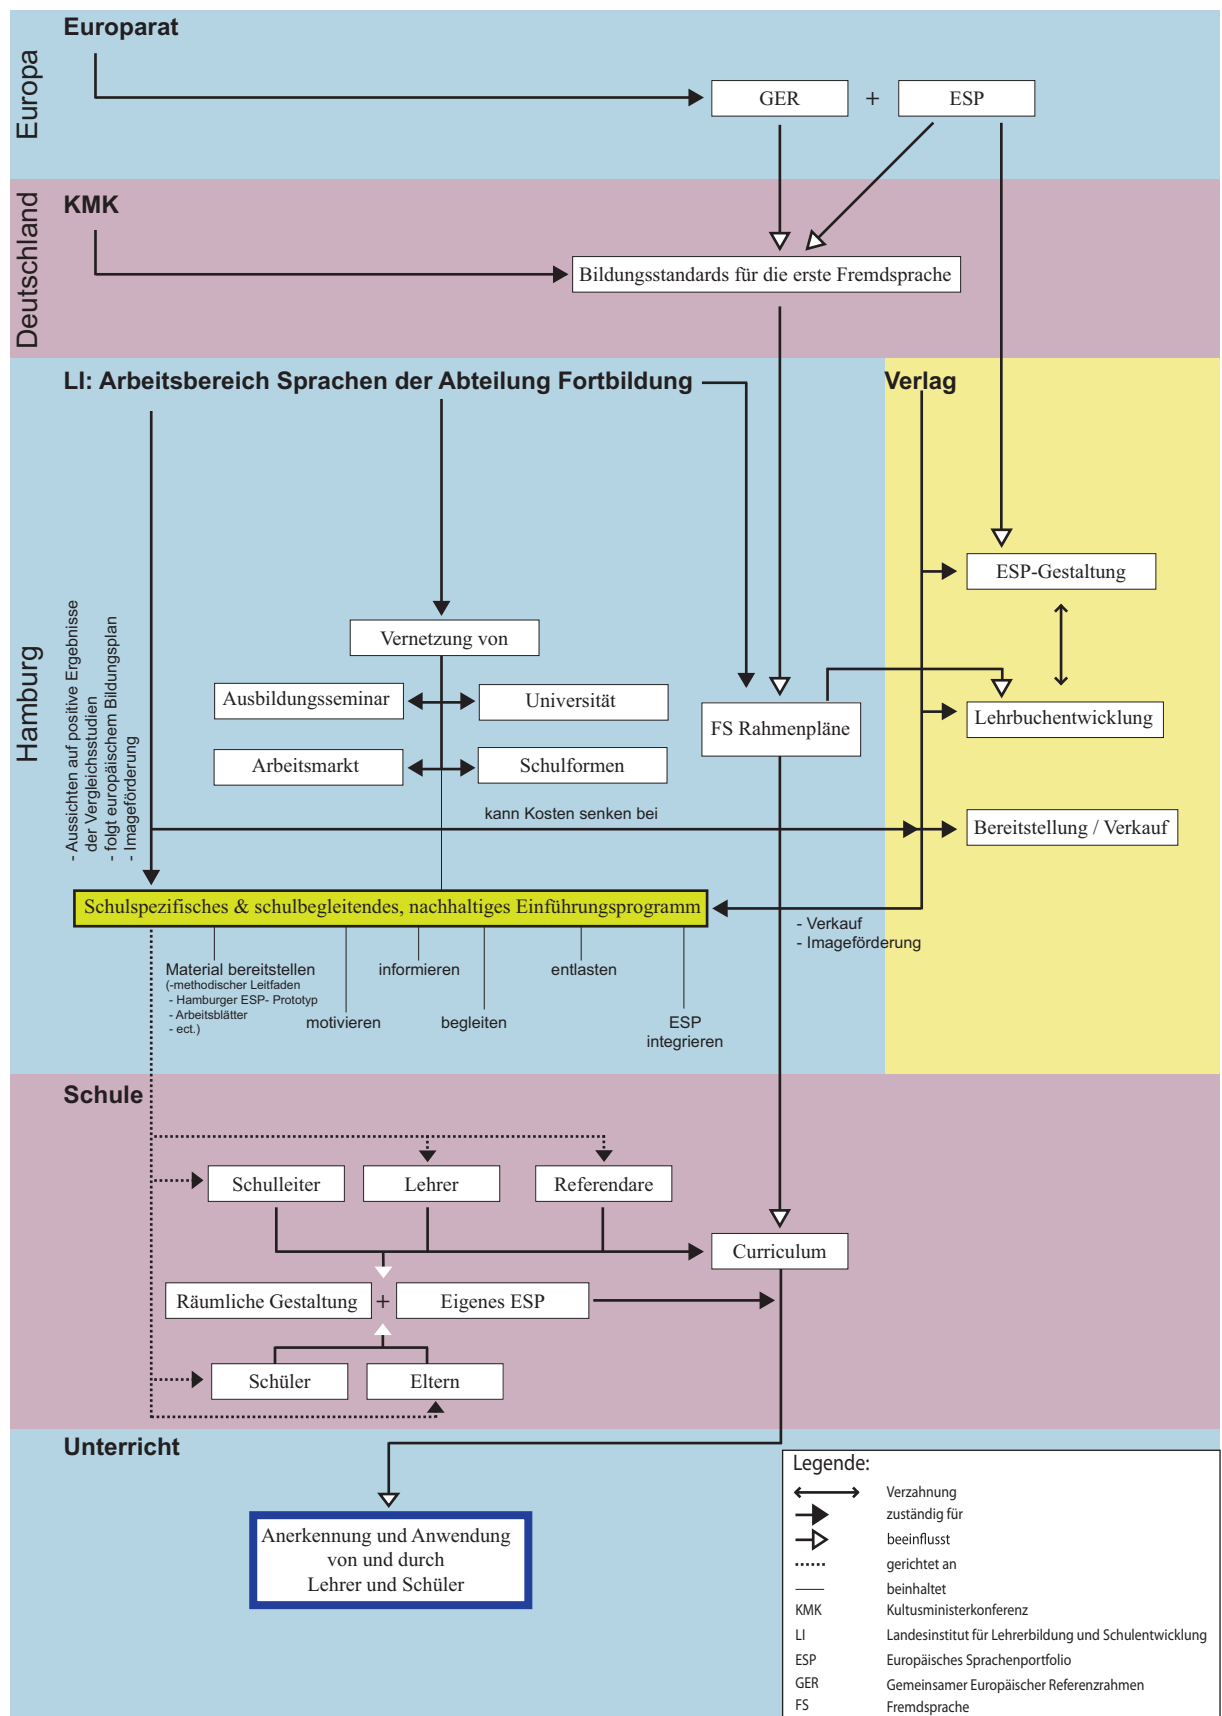 Europarat
Europa
GER
+
ESP
Deutschland
KMK
Bildungsstandards für die erste Fremdsprache
LI: Arbeitsbereich Sprachen der Abteilung Fortbildung
Verlag
Hamburg
ESP-Gestaltung
Vernetzung von
Ausbildungsseminar
Universität
FS Rahmenpläne
Lehrbuchentwicklung
Arbeitsmarkt
Schulformen
- Aussichten auf positive Ergebnisse
der Vergleichsstudien
- folgt europäischem Bildungsplan
- Imageförderung
kann Kosten senken bei
Bereitstellung / Verkauf
Schulspezifisches & schulbegleitendes, nachhaltiges Einführungsprogramm
- Verkauf
- Imageförderung
Material bereitstellen
(-methodischer Leitfaden
- Hamburger ESP- Prototyp
- Arbeitsblätter
- ect.)
motivieren
informieren
begleiten
entlasten
ESP
integrieren
Schule
Schulleiter
Lehrer
Referendare
Curriculum
Räumliche Gestaltung
+
Eigenes ESP
Schüler
Eltern
Unterricht
Anerkennung und Anwendung
von und durch
Lehrer und Schüler
Legende:
Verzahnung
zuständig für
beeinflusst
gerichtet an
beinhaltet
KMK Kultusministerkonferenz
LI Landesinstitut für Lehrerbildung und Schulentwicklung
ESP Europäisches Sprachenportfolio
GER Gemeinsamer Europäischer Referenzrahmen
FS Fremdsprache